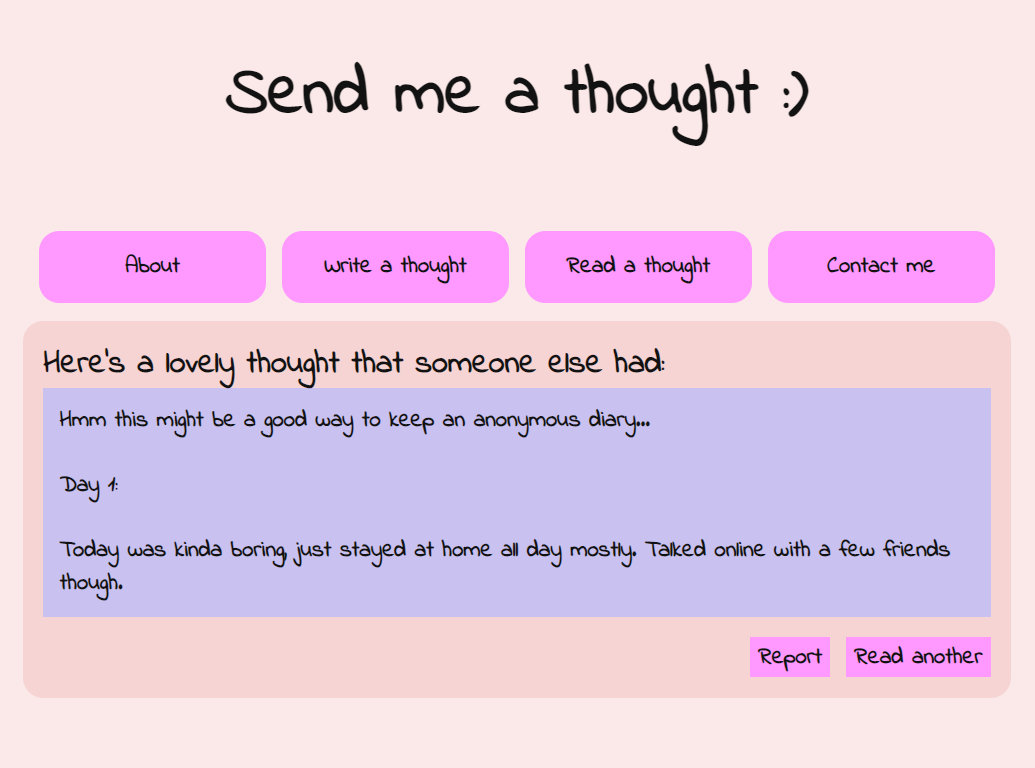 Send me a thought :)
About
Write a thought
Read a thought
Contact me
Here's a lovely thought that someone else had:
Hmm this might be a good way to keep an anonymous diary...
Day 1:
Today was kinda boring, just stayed at home all day mostly. Talked online with a few friends
though.
Report
Read another